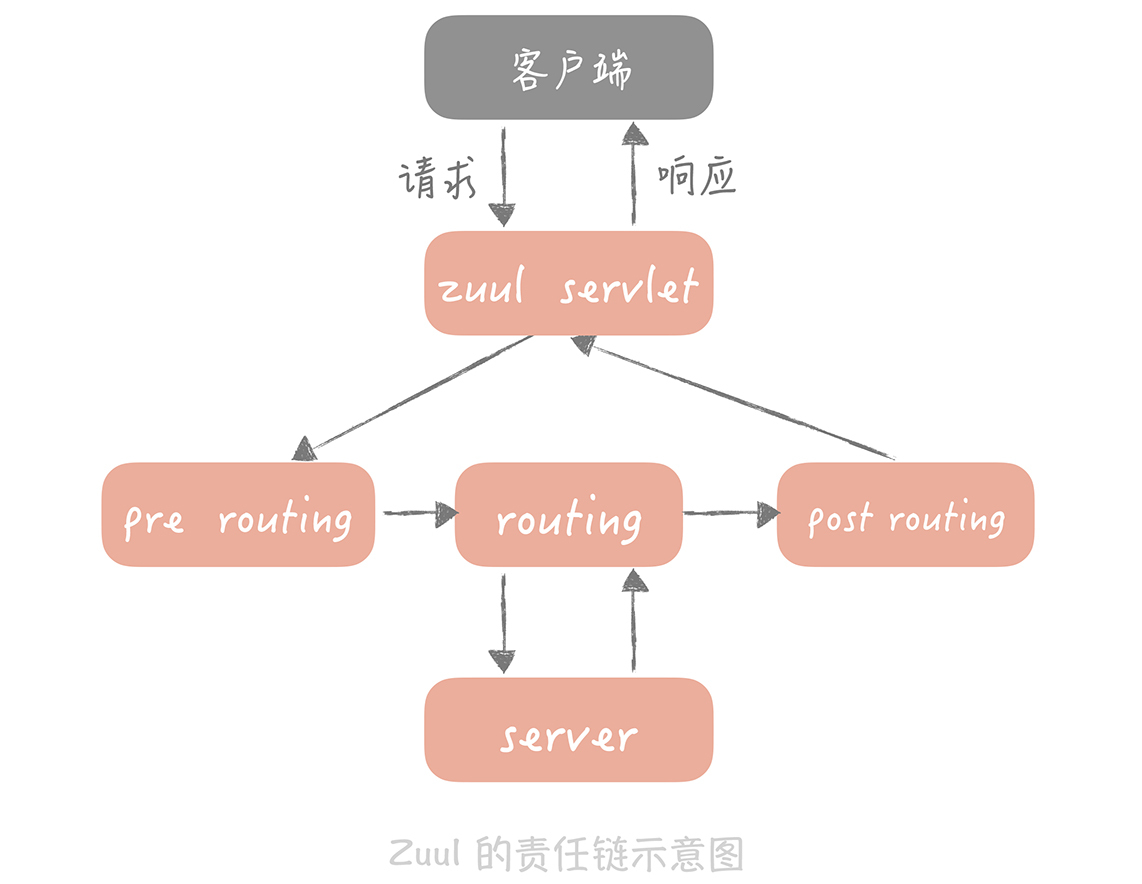 客户端
请求
响应
zuul servlet
pre routing
routing
post routing
server
Zuul 的责任链示意图